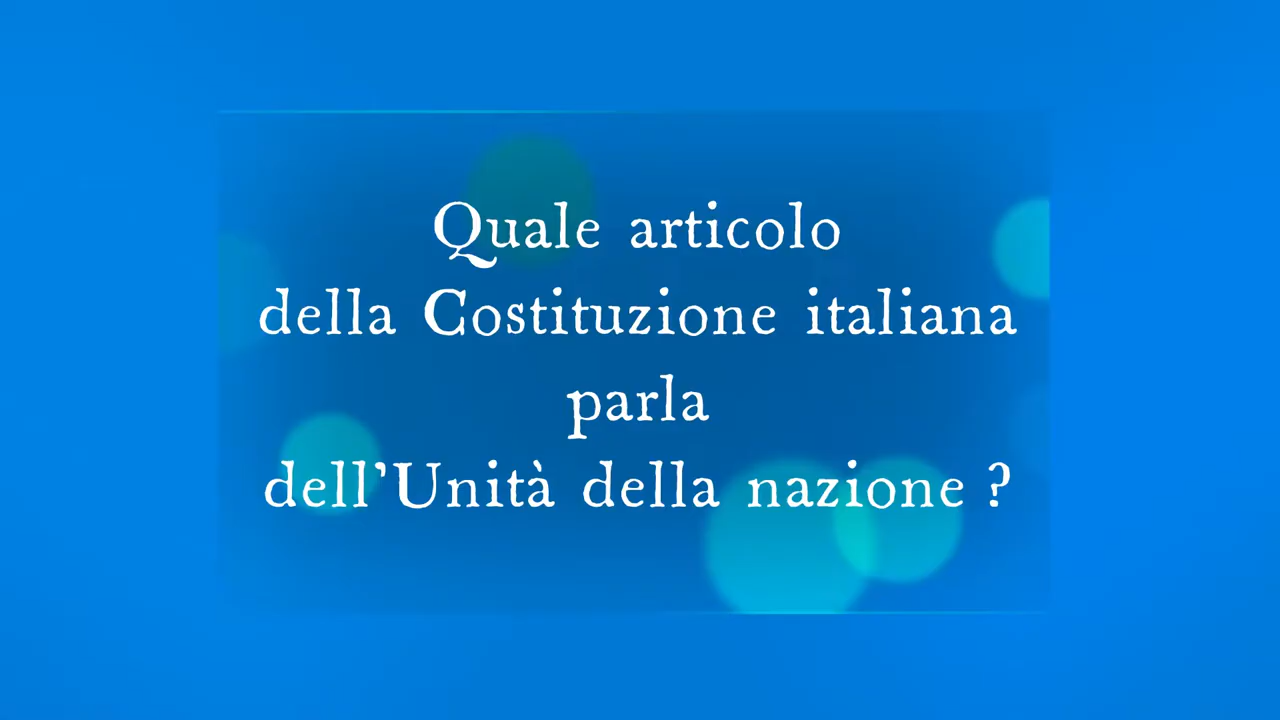 Quale articolo
della Costituzione italiana
parla
dell'Unità della nazione ?